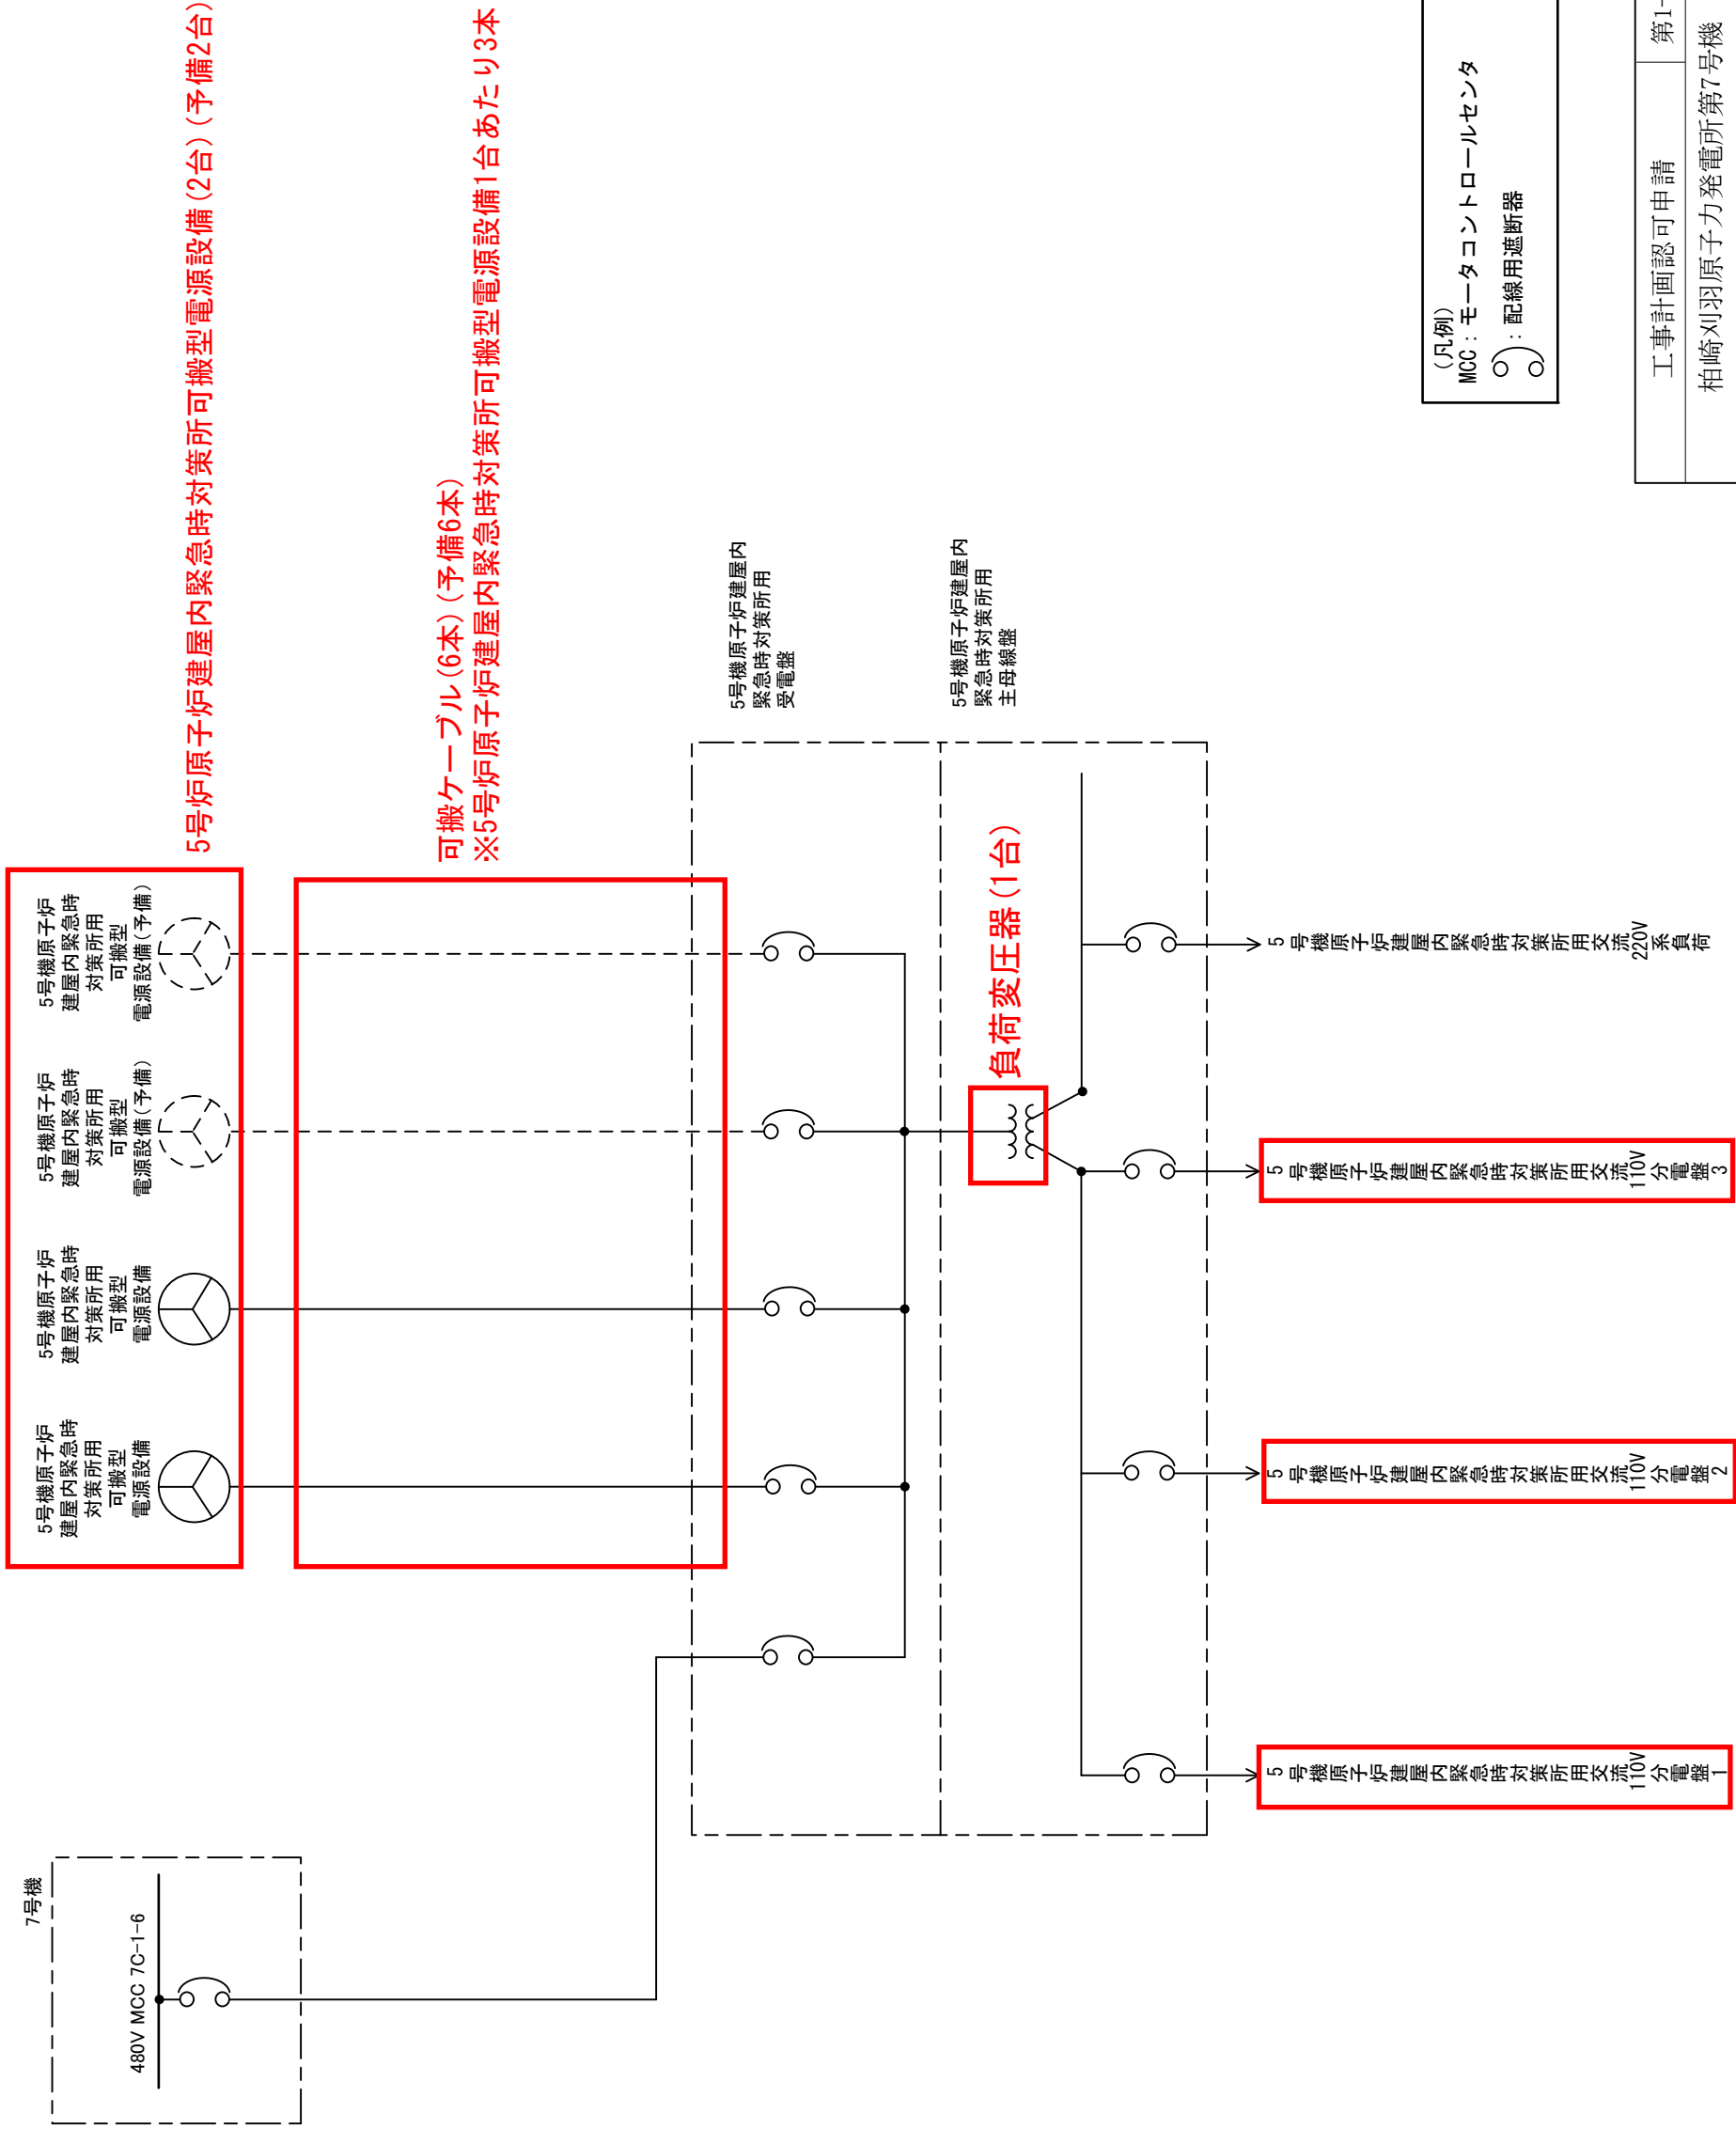 7号機
480V MCC 7C-1-6
5号機原子炉
建屋内緊急時
対策所用
可搬型
電源設備
5号機原子炉
建屋内緊急時
対策所用
可搬型
電源設備
5号機原子炉
建屋内緊急時
対策所用
可搬型
電源設備(予備)
5号機原子炉
建屋内緊急時
対策所用
可搬型
電源設備(予備)
5号炉原子炉建屋内緊急時対策所可搬型電源設備(2台)(予備2台)
可搬ケーブル(6本)(予備6本)
※5号炉原子炉建屋内緊急時対策所可搬型電源設備1台あたり3本
5号機原子炉建屋内
緊急時対策所用
受電盤
5号機原子炉建屋内
緊急時対策所用
主母線盤
負荷変圧器(1台)
5号機原子炉建屋内緊急時対策所用交流110V分電盤1
5号機原子炉建屋内緊急時対策所用交流110V分電盤2
5号機原子炉建屋内緊急時対策所用交流110V分電盤3
5号機原子炉建屋内緊急時対策所用交流220V系負荷
(凡例)
MCC:モータコントロールセンタ
:配線用遮断器
工事計画認可申請
第1-
柏崎刈羽原子力発電所第7号機